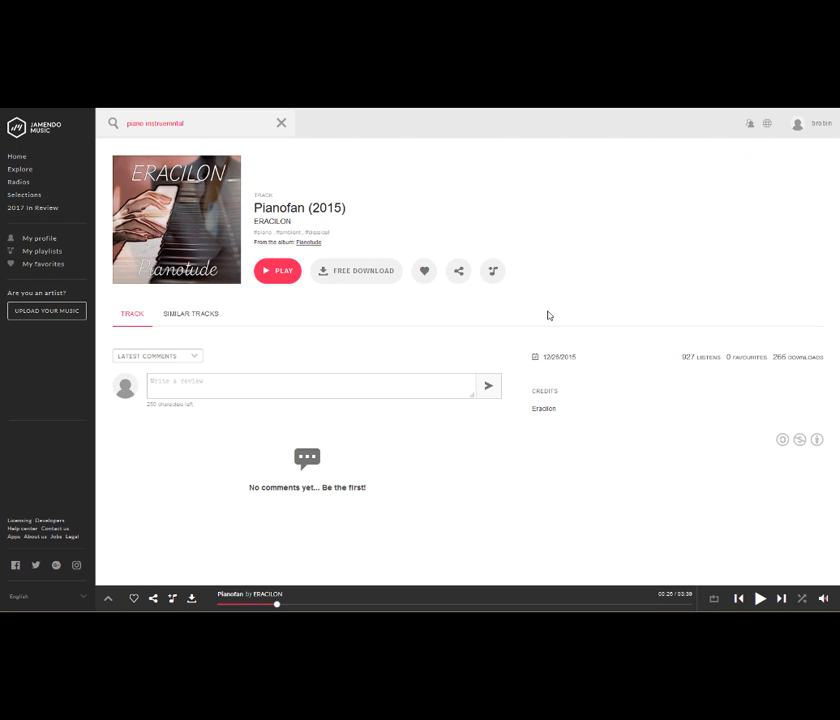 JAMENDO
MUSIC
piano instruemntal
brobin
Home
Explore
Radios
Selections
2017 In Review
My profile
My playlists
My favorites
Are you an artist?
UPLOAD YOUR MUSIC
Licensing Developers
Help center Contact us
Apps About us Jobs Legal
English
ERACILON
Pianotude
TRACK
Pianofan (2015)
ERACILON
#piano . #ambient . #classical
From the album: Pianotude
PLAY
FREE DOWNLOAD
TRACK
SIMILAR TRACKS
LATEST COMMENTS
Write a review
250 characters left
No comments yet... Be the first!
12/26/2015
927 LISTENS 0 FAVOURITES 266 DOWNLOADS
CREDITS
Eracilon
Pianofan by ERACILON
00:26 / 03:39